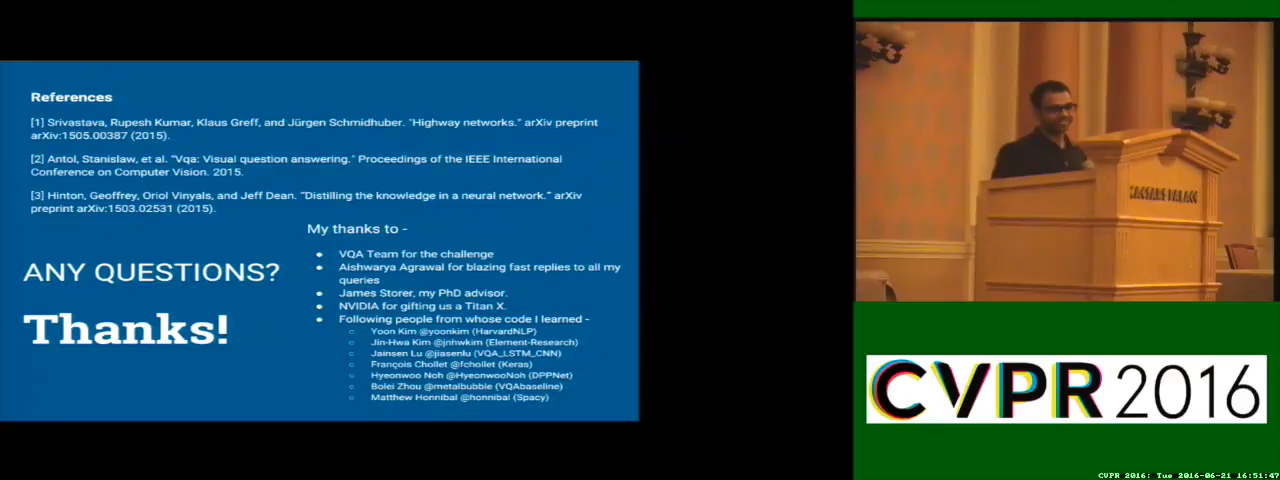 References
[1] Srivastava, Rupesh Kumar, Klaus Greff, and Jürgen Schmidhuber. "Highway networks." arXiv preprint
arXiv:1505.00387 (2015).
[2] Antol, Stanislaw, et al. "Vqa: Visual question answering." Proceedings of the IEEE International
Conference on Computer Vision. 2015.
[3] Hinton, Geoffrey, Oriol Vinyals, and Jeff Dean. "Distilling the knowledge in a neural network." arXiv
preprint arXiv:1503.02531 (2015).
ANY QUESTIONS?
Thanks!
My thanks to -
● VQA Team for the challenge
● Aishwarya Agrawal for blazing fast replies to all my
queries
● James Storer, my PhD advisor.
● NVIDIA for gifting us a Titan X.
● Following people from whose code I learned -
○ Yoon Kim @yoonkim (HarvardNLP)
○ Jin-Hwa Kim @jnhwkim (Element-Research)
○ Jainsen Lu @jiasenlu (VQA_LSTM_CNN)
○ François Chollet @fchollet (Keras)
○ Hyeonwoo Noh @HyeonwooNoh (DPPNet)
○ Bolei Zhou @metalbubble (VQAbaseline)
○ Matthew Honnibal @honnibal (Spacy)
CAESARS PALACE
CVPR 2016
CVPR 2016: Tue 2016-06-21 16:51:47